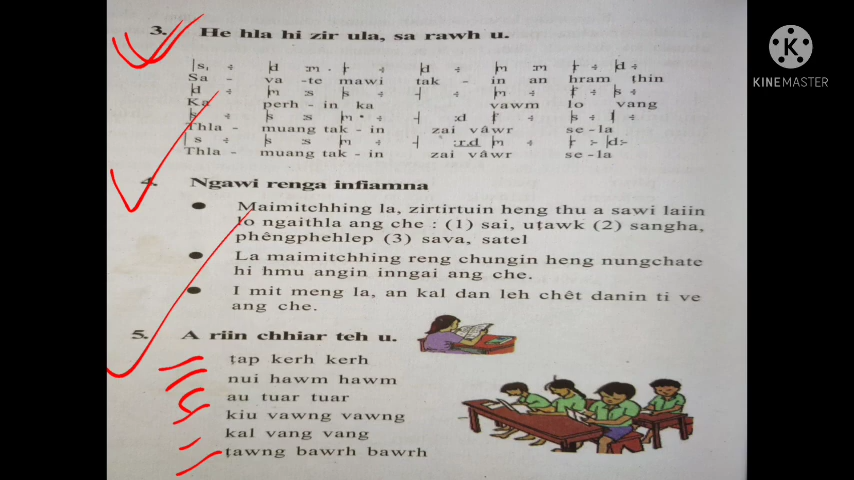 3. He hla hi zir ula, sa rawh u.
|s, ÷ |d m . |r ÷ |d ÷ |m :m |r ÷ |d ÷
Sa - va -te mawi tak - in an hram ṭhin
|d ÷ |m :s |s ÷ -| ÷ |m ÷ |r ÷ |s ÷
Ka perh - in ka vawm lo vang
|s ÷ |s :s |m ÷ -| :d |r ÷ |s ÷
Thla - muang tak - in zai vâwr se -la
|s ÷ |s :s |m ÷ -| :r.d |m ÷ |r :- |d:-
Thla - muang tak - in zai vâwr se -la
4. Ngawi renga infiamna
● Maimitchhing la, zirtirtuin heng thu a sawi laiin
lo ngaithla ang che : (1) sai, uṭawk (2) sangha,
phêngphehlep (3) sava, satel
● La maimitchhing reng chungin heng nungchate
hi hmu angin inngai ang che.
● I mit meng la, an kal dan leh chêt danin ti ve
ang che.
5. A riin chhiar teh u.
ṭap kerh kerh
nui hawm hawm
au tuar tuar
kiu vawng vawng
kal vang vang
ṭawng bawrh bawrh
K
KINEMASTER